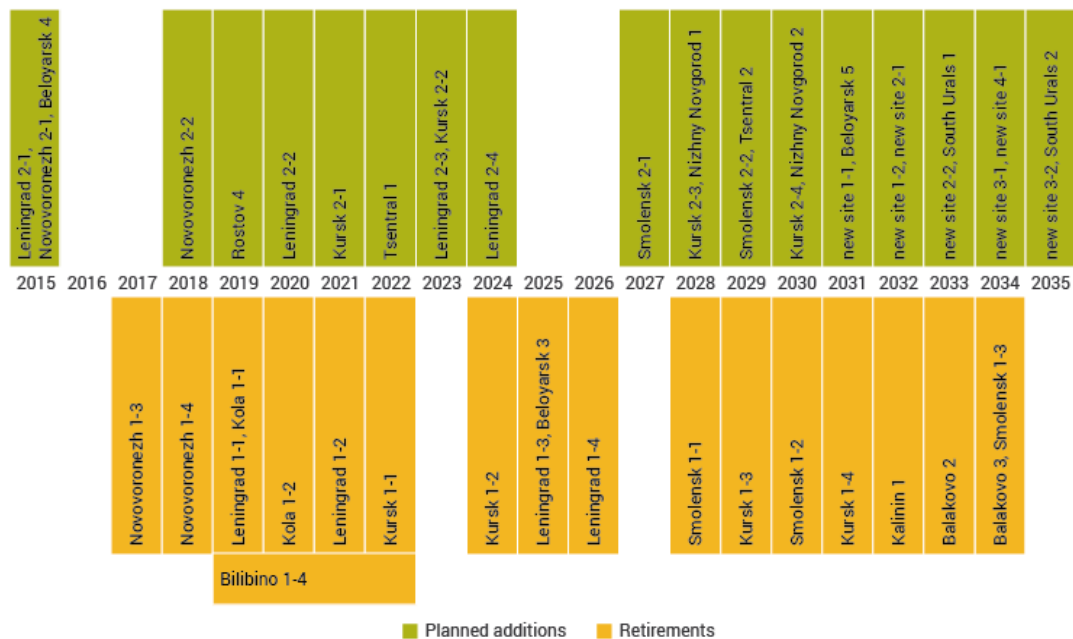 Leningrad 2-1,
Novovoronezh 2-1, Beloyarsk 4
Novovoronezh 2-2
Rostov 4
Leningrad 2-2
Kursk 2-1
Tsentral 1
Leningrad 2-3, Kursk 2-2
Leningrad 2-4
Smolensk 2-1
Kursk 2-3, Nizhny Novgorod 1
Smolensk 2-2, Tsentral 2
Kursk 2-4, Nizhny Novgorod 2
new site 1-1, Beloyarsk 5
new site 1-2, new site 2-1
new site 2-2, South Urals 1
new site 3-1, new site 4-1
new site 3-2, South Urals 2
2015 2016 2017 2018 2019 2020 2021 2022 2023 2024 2025 2026 2027 2028 2029 2030 2031 2032 2033 2034 2035
Novovoronezh 1-3
Novovoronezh 1-4
Leningrad 1-1, Kola 1-1
Kola 1-2
Leningrad 1-2
Kursk 1-1
Kursk 1-2
Leningrad 1-3, Beloyarsk 3
Leningrad 1-4
Smolensk 1-1
Kursk 1-3
Smolensk 1-2
Kursk 1-4
Kalinin 1
Balakovo 2
Balakovo 3, Smolensk 1-3
Bilibino 1-4
Planned additions
Retirements